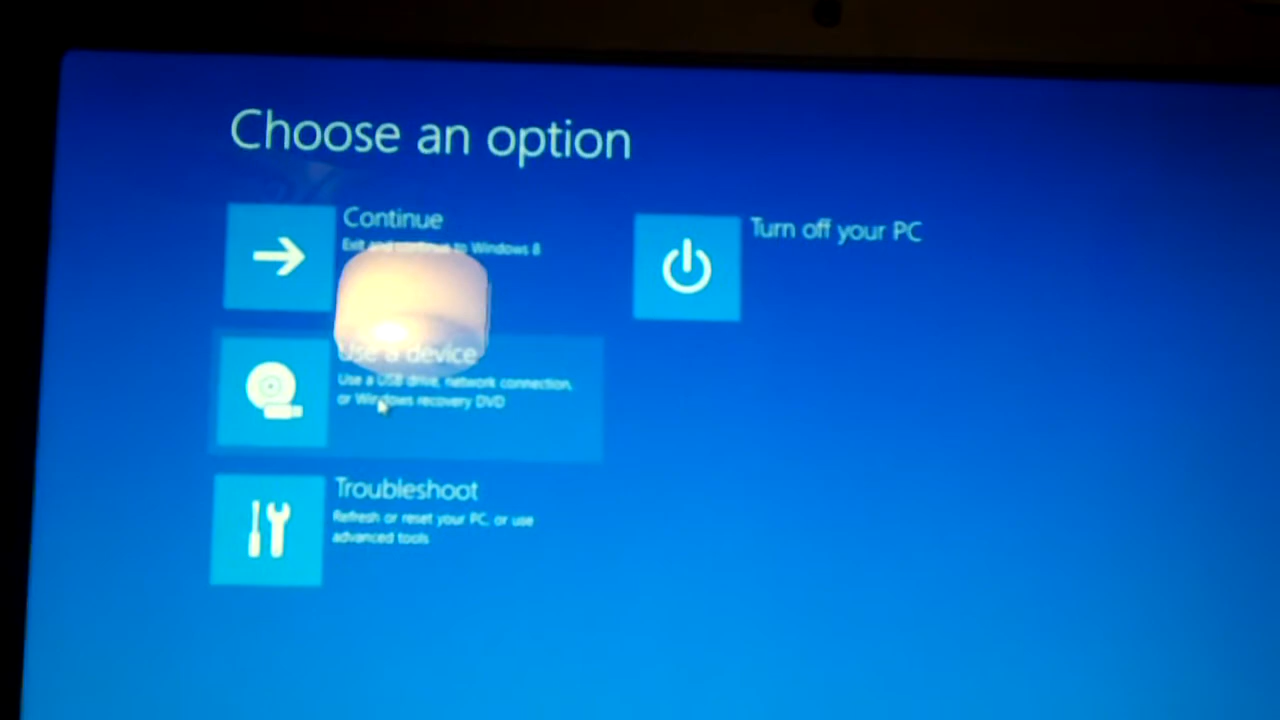 Choose an option
Continue
Exit and continue to Windows 8
Turn off your PC
Use a device
Use a USB drive, network connection,
or Windows recovery DVD
Troubleshoot
Refresh or reset your PC, or use
advanced tools